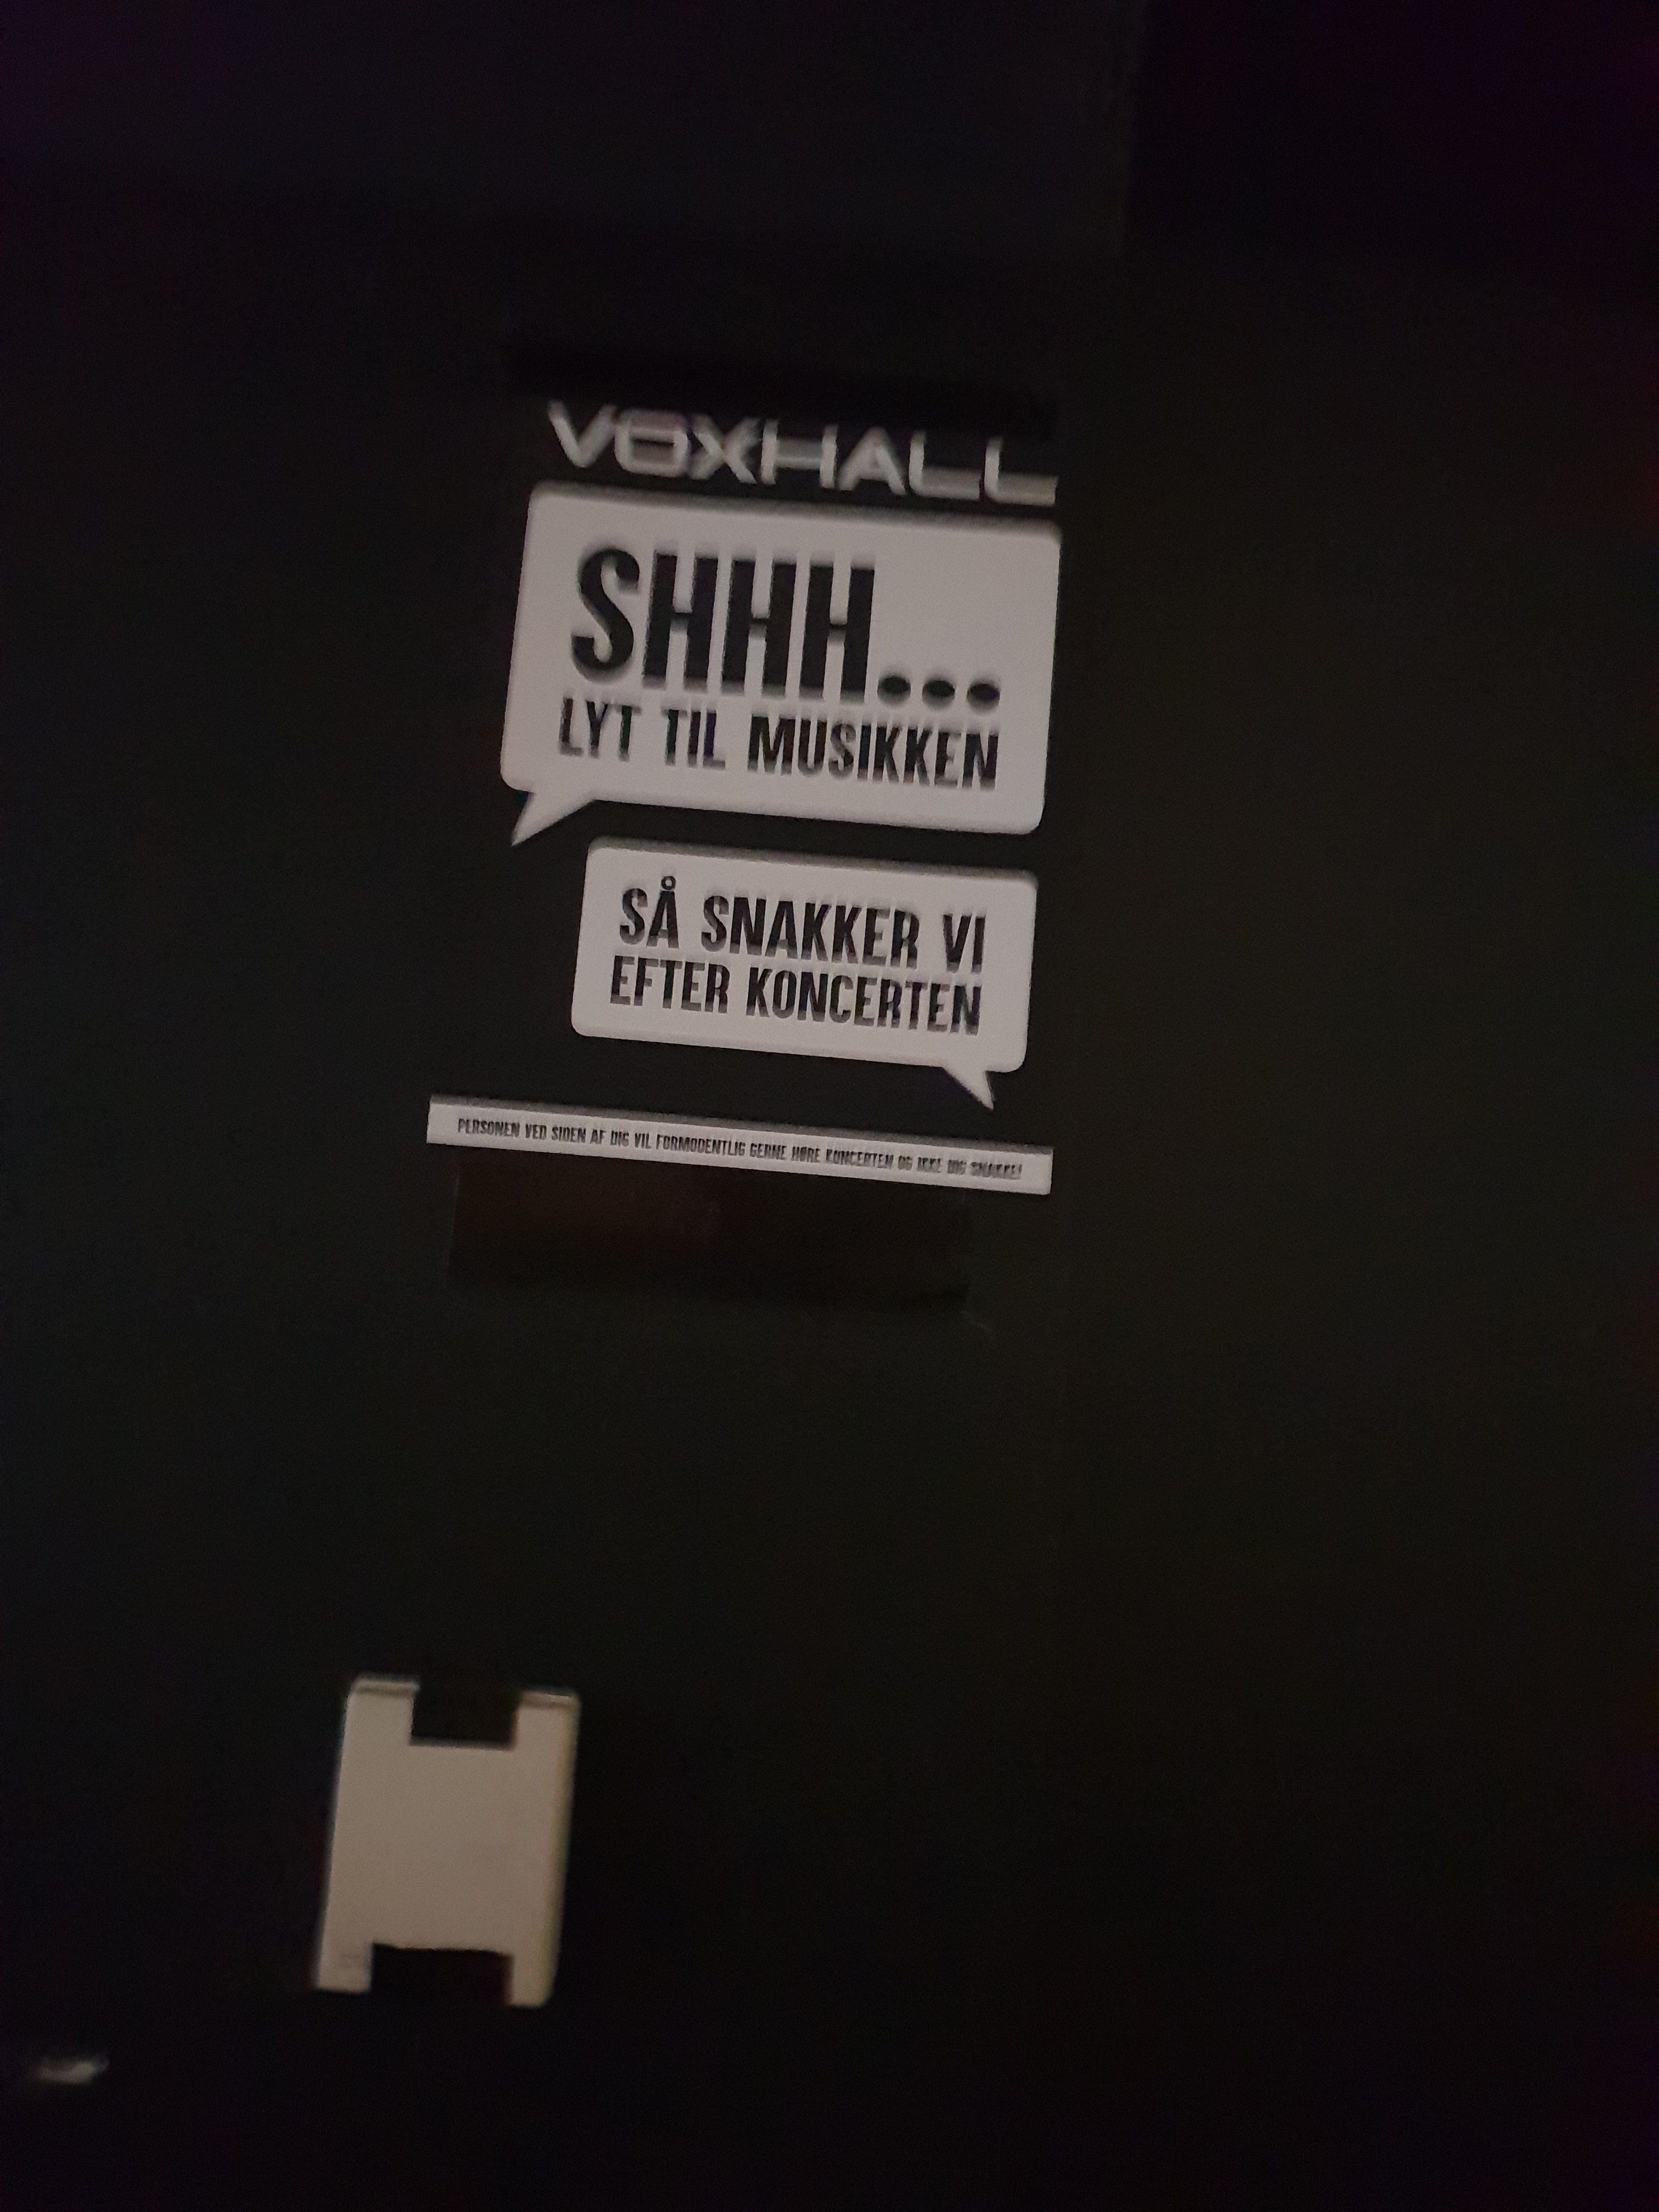 VOXHALL
SHHH...
LYT TIL MUSIKKEN
SÅ SNAKKER VI
EFTER KONCERTEN
PERSONEN VED SIDEN AF DIG VIL FORMODENTLIG GERNE HØRE KONCERTEN OG IKKE DIG SNAKKE!